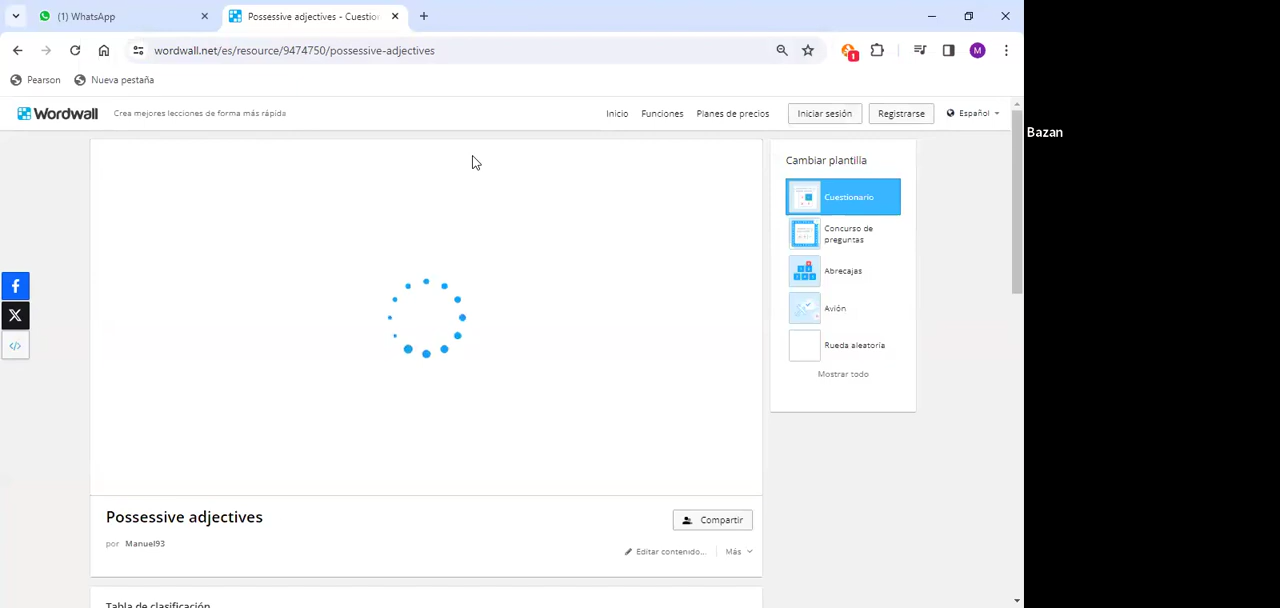 (1) WhatsApp
Possessive adjectives - Cuestio
wordwall.net/es/resource/9474750/possessive-adjectives
1
M
Pearson
Nueva pestaña
Wordwall
Crea mejores lecciones de forma más rápida
Inicio
Funciones
Planes de precios
Iniciar sesión
Registrarse
Español
Bazan
Cambiar plantilla
Cuestionario
Concurso de
preguntas
Abrecajas
Avión
Rueda aleatoria
Mostrar todo
Possessive adjectives
Compartir
por Manuel93
Editar contenido...
Más
Tabla de clasificación